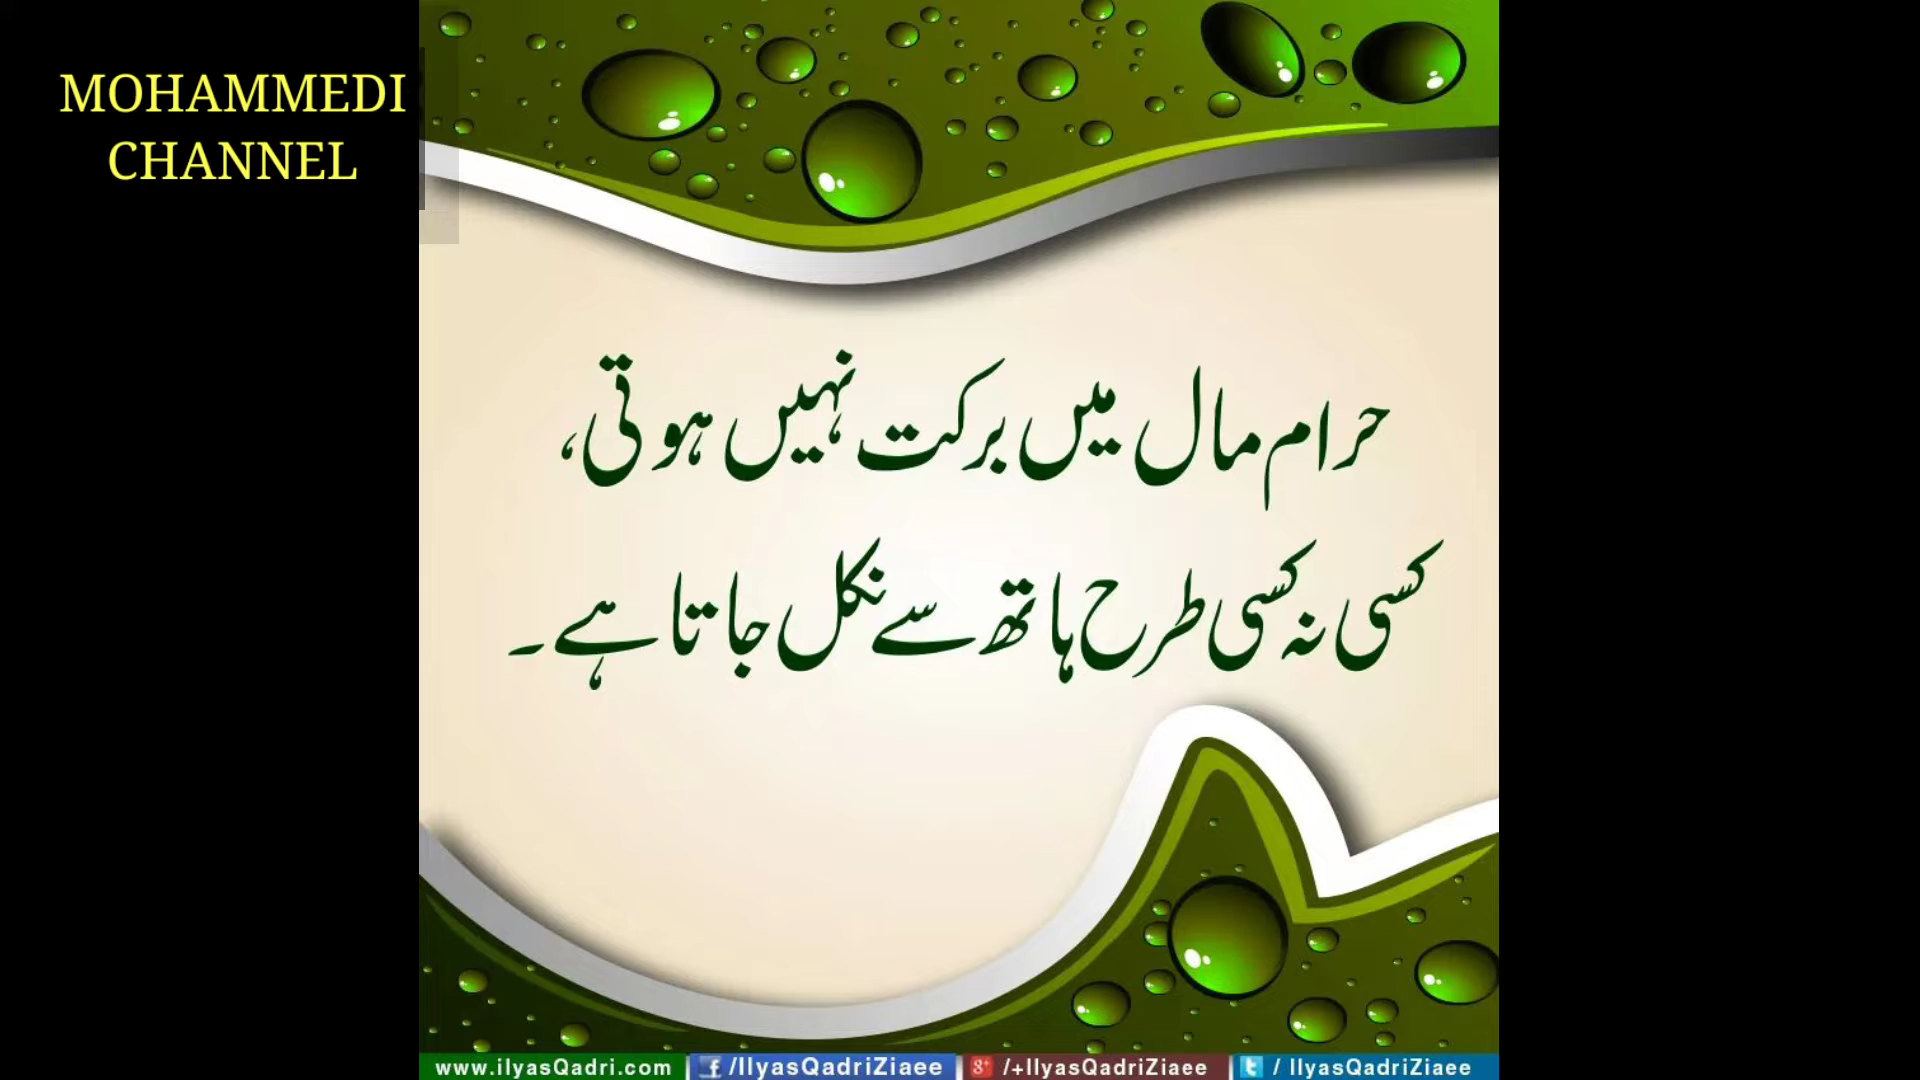 MOHAMMEDI
CHANNEL
حرام مال میں برکت نہیں ہوتی،
کسی نہ کسی طرح ہاتھ سے نکل جاتا ہے۔
www.ilyasQadri.com
/IlyasQadriZiaee
/+IlyasQadriZiaee
/ IlyasQadriZiaee